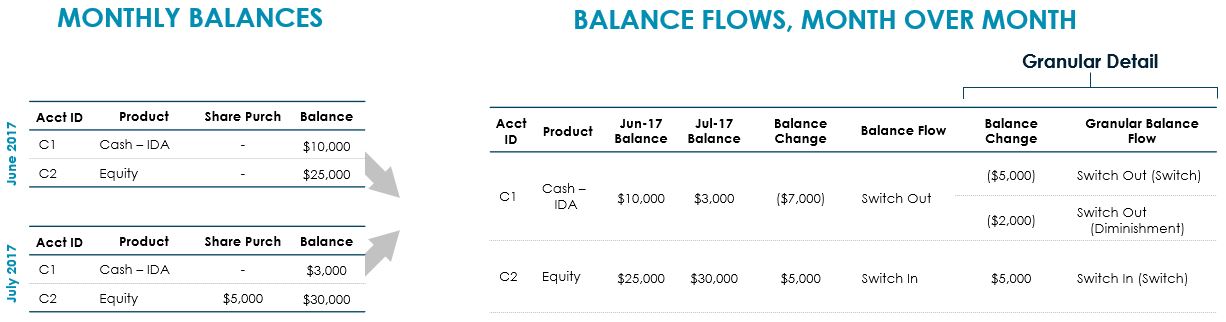 MONTHLY BALANCES
BALANCE FLOWS, MONTH OVER MONTH
Granular Detail
June 2017
Acct ID Product Share Purch Balance
C1 Cash – IDA - $10,000
C2 Equity - $25,000
July 2017
Acct ID Product Share Purch Balance
C1 Cash – IDA - $3,000
C2 Equity $5,000 $30,000
Acct Jun-17 Jul-17 Balance Balance Granular Balance
ID Product Balance Balance Change Balance Flow Change Flow
C1 Cash – $10,000 $3,000 ($7,000) Switch Out ($5,000) Switch Out (Switch)
IDA ($2,000) Switch Out
(Diminishment)
C2 Equity $25,000 $30,000 $5,000 Switch In $5,000 Switch In (Switch)